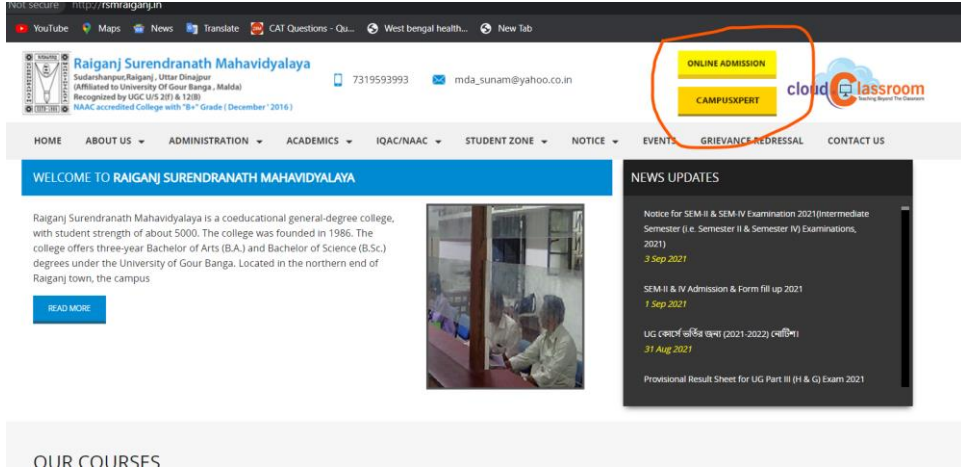 Not secure http://rsmraiganj.in
YouTube Maps News Translate CAT Questions - Qu... West bengal health... New Tab
Raiganj Surendranath Mahavidyalaya
Sudarshanpur,Raiganj, Uttar Dinajpur
(Affiliated to University Of Gour Banga, Malda)
Recognized by UGC U/S 2(f) & 12(B)
NAAC accredited College with "B+" Grade ( December ' 2016 )
7319593993 mda_sunam@yahoo.co.in
ONLINE ADMISSION
CAMPUSXPERT
cloud Classroom
Teaching Beyond The Classroom
HOME ABOUT US ADMINISTRATION ACADEMICS IQAC/NAAC STUDENT ZONE NOTICE EVENTS GRIEVANCE REDRESSAL CONTACT US
WELCOME TO RAIGANJ SURENDRANATH MAHAVIDYALAYA
Raiganj Surendranath Mahavidyalaya is a coeducational general-degree college,
with student strength of about 5000. The college was founded in 1986. The
college offers three-year Bachelor of Arts (B.A.) and Bachelor of Science (B.Sc.)
degrees under the University of Gour Banga. Located in the northern end of
Raiganj town, the campus
READ MORE
NEWS UPDATES
Notice for SEM-II & SEM-IV Examination 2021(Intermediate
Semester (i.e. Semester II & Semester IV) Examinations,
2021)
3 Sep 2021
SEM-II & IV Admission & Form fill up 2021
1 Sep 2021
UG কোর্সে ভর্তির জন্য (2021-2022) নোটিশ।
31 Aug 2021
Provisional Result Sheet for UG Part III (H & G) Exam 2021
OUR COURSES